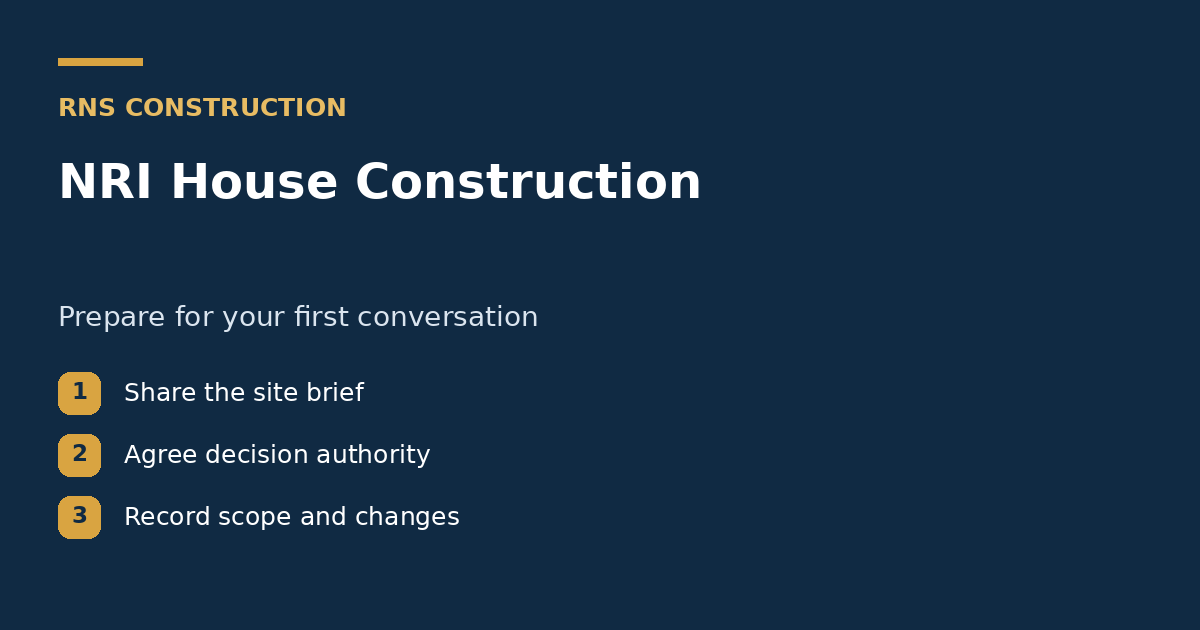 RNS CONSTRUCTION
NRI House Construction
Prepare for your first conversation
1 Share the site brief
2 Agree decision authority
3 Record scope and changes